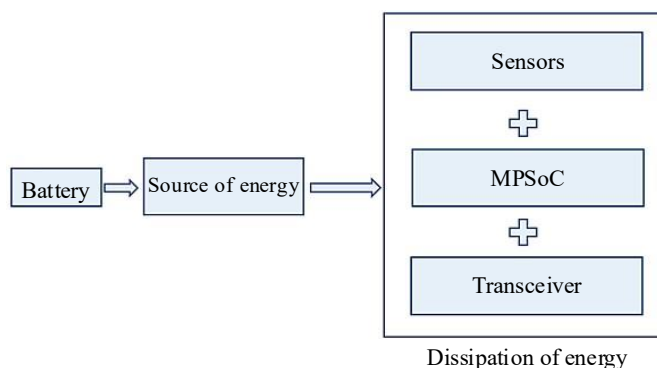 Battery
Source of energy
Sensors
MPSoC
Transceiver
Dissipation of energy